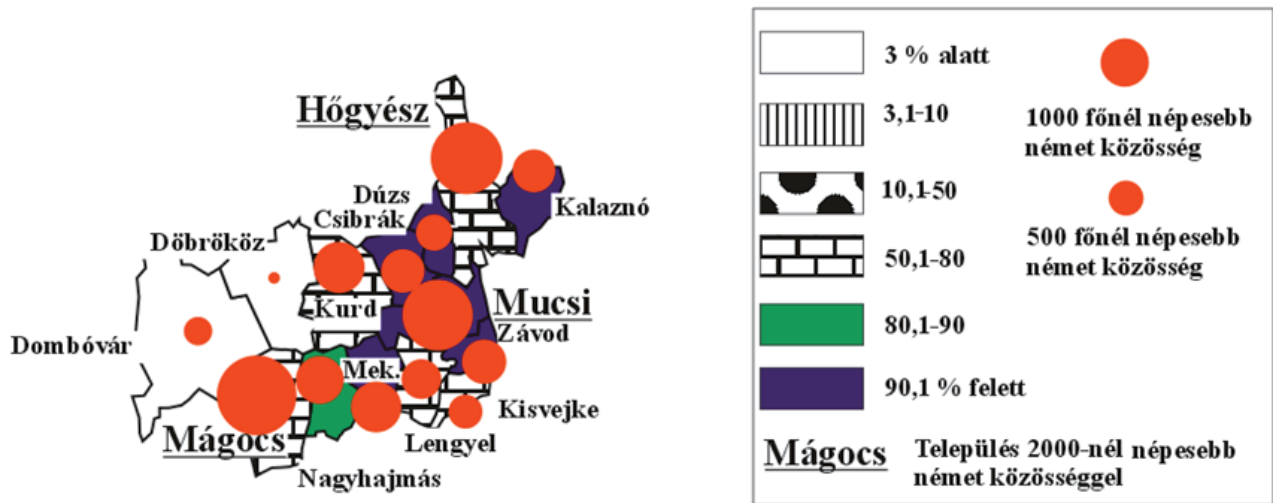 Hőgyész
Dúzs
Csibrák
Kalaznó
Döbrököz
Kurd
Mucsi
Závod
Dombóvár
Mek.
Kisvejke
Mágocs
Lengyel
Nagyhajmás
3 % alatt
3,1-10
10,1-50
50,1-80
80,1-90
90,1 % felett
1000 főnél népesebb
német közösség
500 főnél népesebb
német közösség
Mágocs Település 2000-nél népesebb
német közösséggel